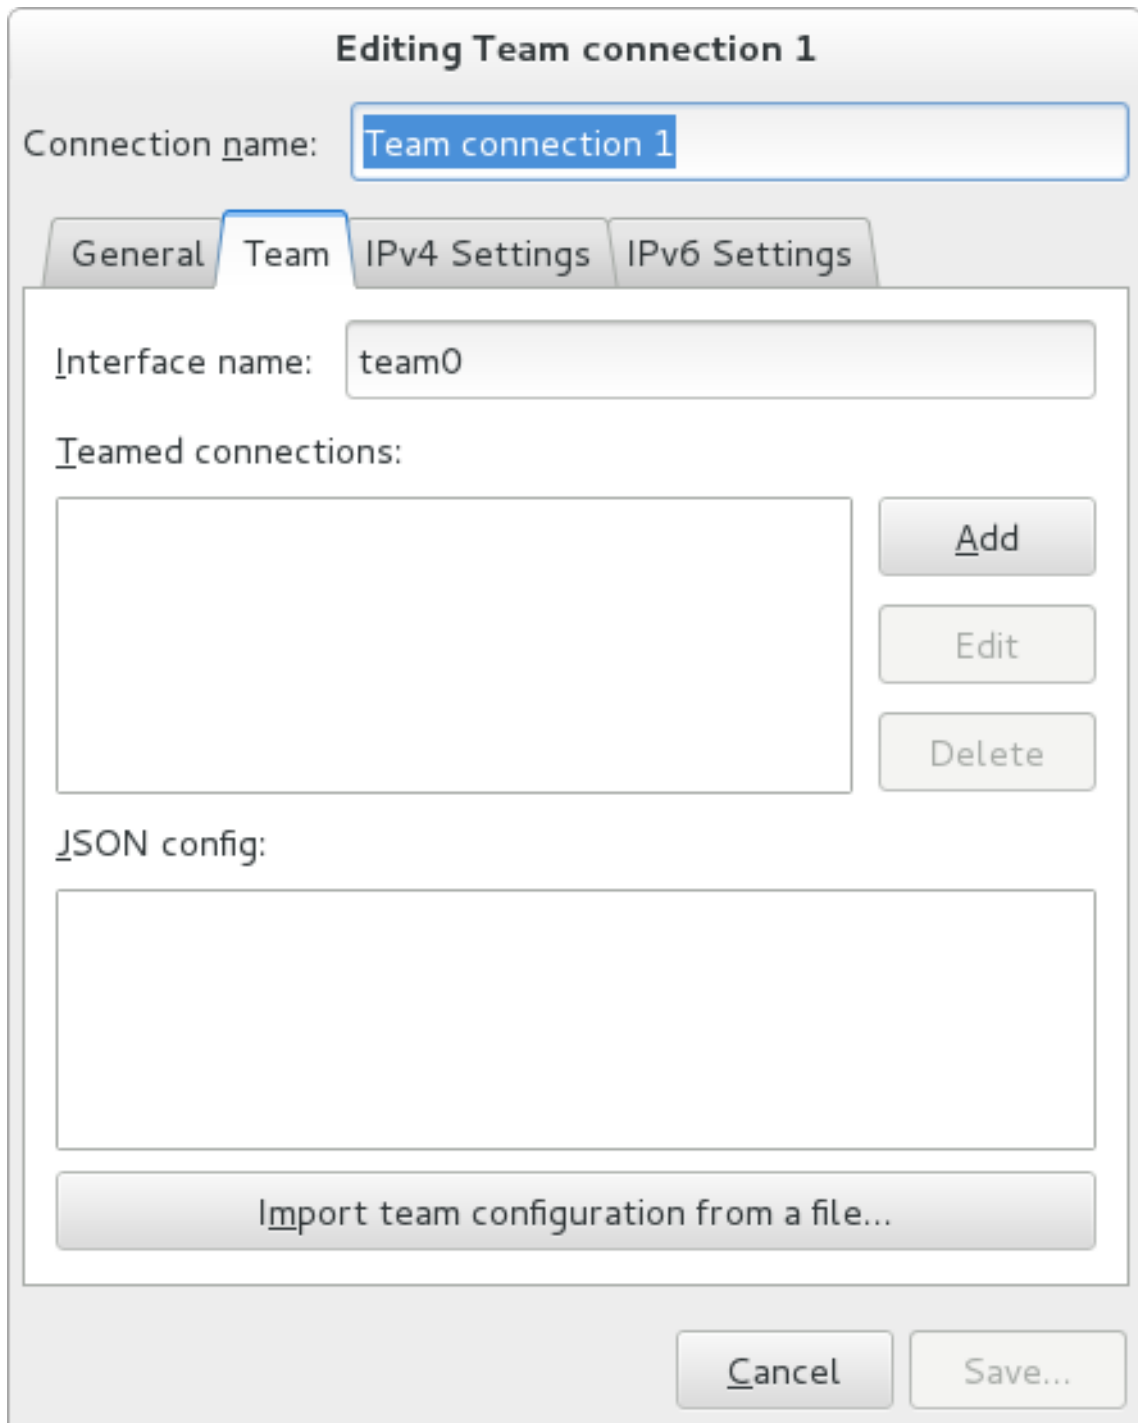 Editing Team connection 1
Connection name: Team connection 1
General Team IPv4 Settings IPv6 Settings
Interface name: team0
Teamed connections:
Add
Edit
Delete
JSON config:
Import team configuration from a file...
Cancel Save...